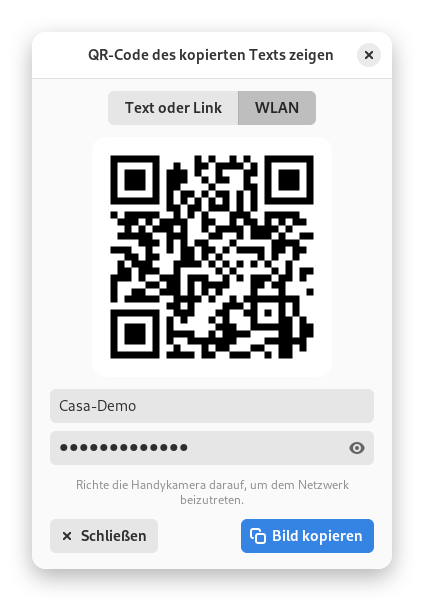 QR-Code des kopierten Texts zeigen
Text oder Link
WLAN
Casa-Demo
●●●●●●●●●●●●●
Richte die Handykamera darauf, um dem Netzwerk
beizutreten.
Schließen
Bild kopieren